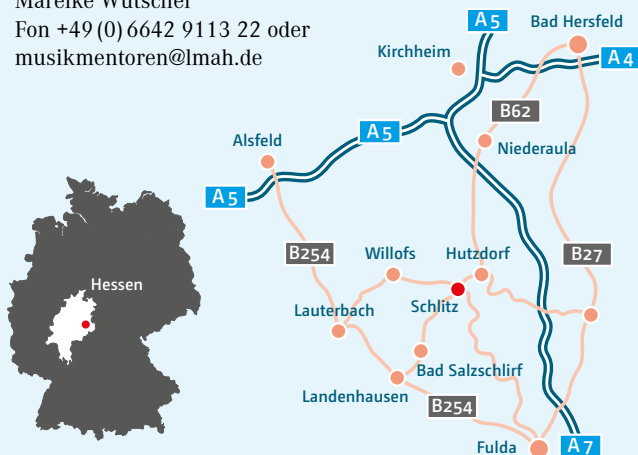 Mareike Wutscher
Fon +49 (0) 6642 9113 22 oder
musikmentoren@lmah.de
A5
Bad Hersfeld
Kirchheim
A4
B62
A5
Alsfeld
Niederaula
A5
B254
Willofs
Hutzdorf
B27
Hessen
Lauterbach
Schlitz
Bad Salzschlirf
Landenhausen
B254
Fulda
A7